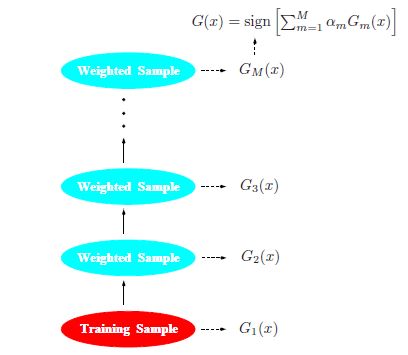 G(x) = sign [∑_{m=1}^{M} α_m G_m(x)]
Weighted Sample G_M(x)
Weighted Sample G_3(x)
Weighted Sample G_2(x)
Training Sample G_1(x)